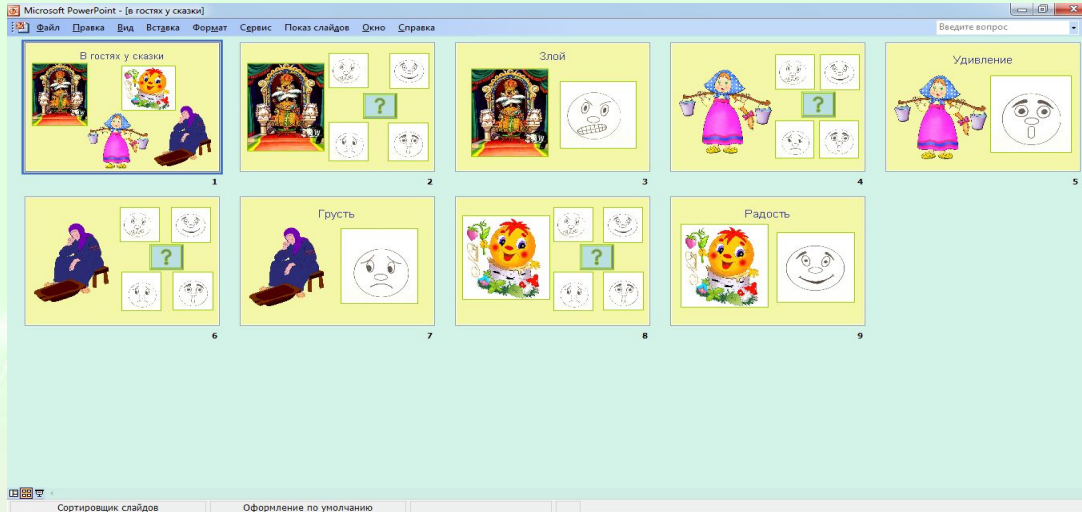 Microsoft PowerPoint - [в гостях у сказки]
Файл Правка Вид Вставка Формат Сервис Показ слайдов Окно Справка
Введите вопрос
В гостях у сказки
1
?
2
Злой
3
?
4
Удивление
5
?
6
Грусть
7
?
8
Радость
9
Сортировщик слайдов Оформление по умолчанию